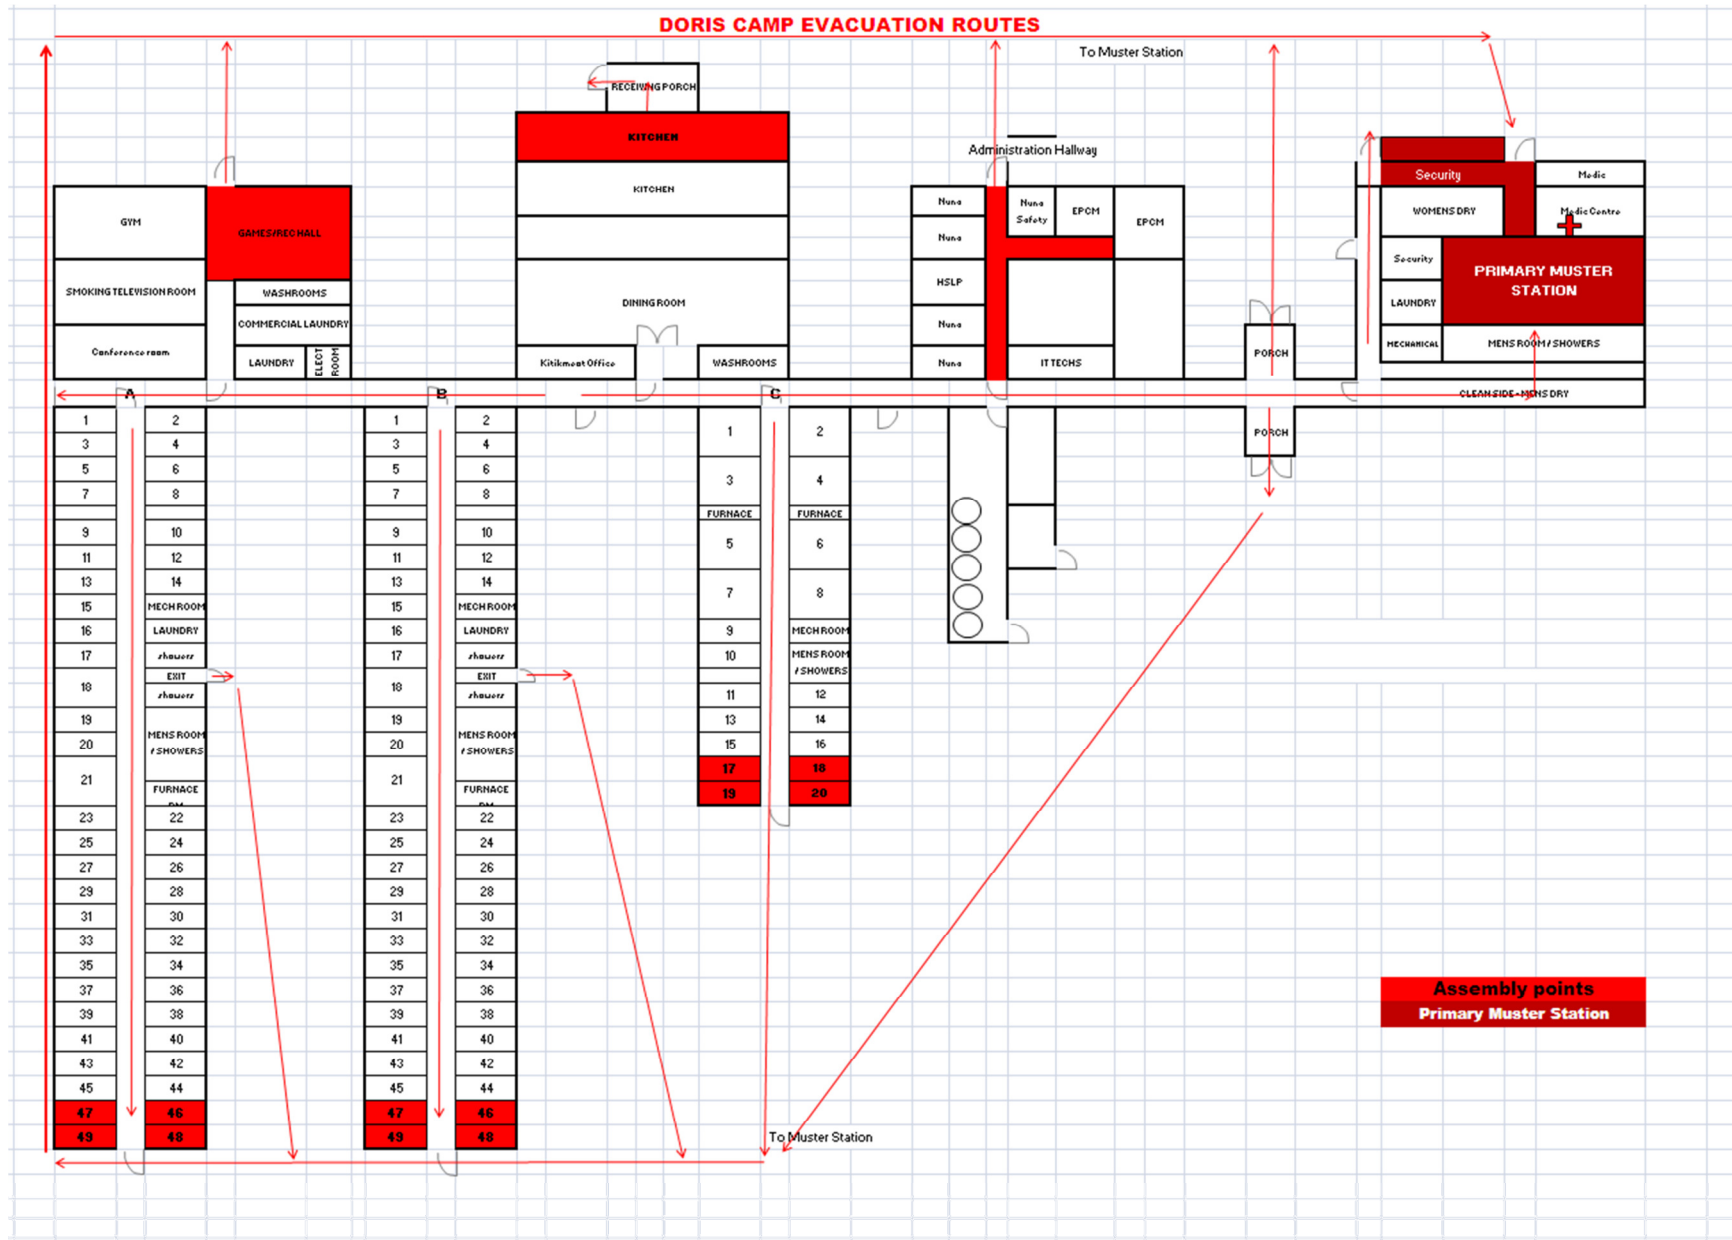 DORIS CAMP EVACUATION ROUTES
To Muster Station
RECEIVING PORCH
KITCHEN
KITCHEN
DINING ROOM
Kitikmeot Office
WASHROOMS
GYM
GAMES/REC HALL
SMOKING TELEVISION ROOM
WASHROOMS
COMMERCIAL LAUNDRY
Conference room
LAUNDRY
ELECT
ROOM
Administration Hallway
Nuna
Nuna
Safety
EPCM
EPCM
Nuna
HSLP
Nuna
Nuna
IT TECHS
PORCH
PORCH
Security
Medic
WOMENS DRY
Medic Centre
Security
PRIMARY MUSTER
STATION
LAUNDRY
MECHANICAL
MENS ROOM / SHOWERS
CLEAN SIDE - MENS DRY
A
1
2
3
4
5
6
7
8
9
10
11
12
13
14
15
MECH ROOM
16
LAUNDRY
17
showers
EXIT
18
showers
19
MENS ROOM
20
/ SHOWERS
21
FURNACE
23
22
25
24
27
26
29
28
31
30
33
32
35
34
37
36
39
38
41
40
43
42
45
44
47
46
49
48
B
1
2
3
4
5
6
7
8
9
10
11
12
13
14
15
MECH ROOM
16
LAUNDRY
17
showers
EXIT
18
showers
19
MENS ROOM
20
/ SHOWERS
21
FURNACE
23
22
25
24
27
26
29
28
31
30
33
32
35
34
37
36
39
38
41
40
43
42
45
44
47
46
49
48
C
1
2
3
4
FURNACE
FURNACE
5
6
7
8
9
MECH ROOM
10
MENS ROOM
/ SHOWERS
11
12
13
14
15
16
17
18
19
20
To Muster Station
Assembly points
Primary Muster Station